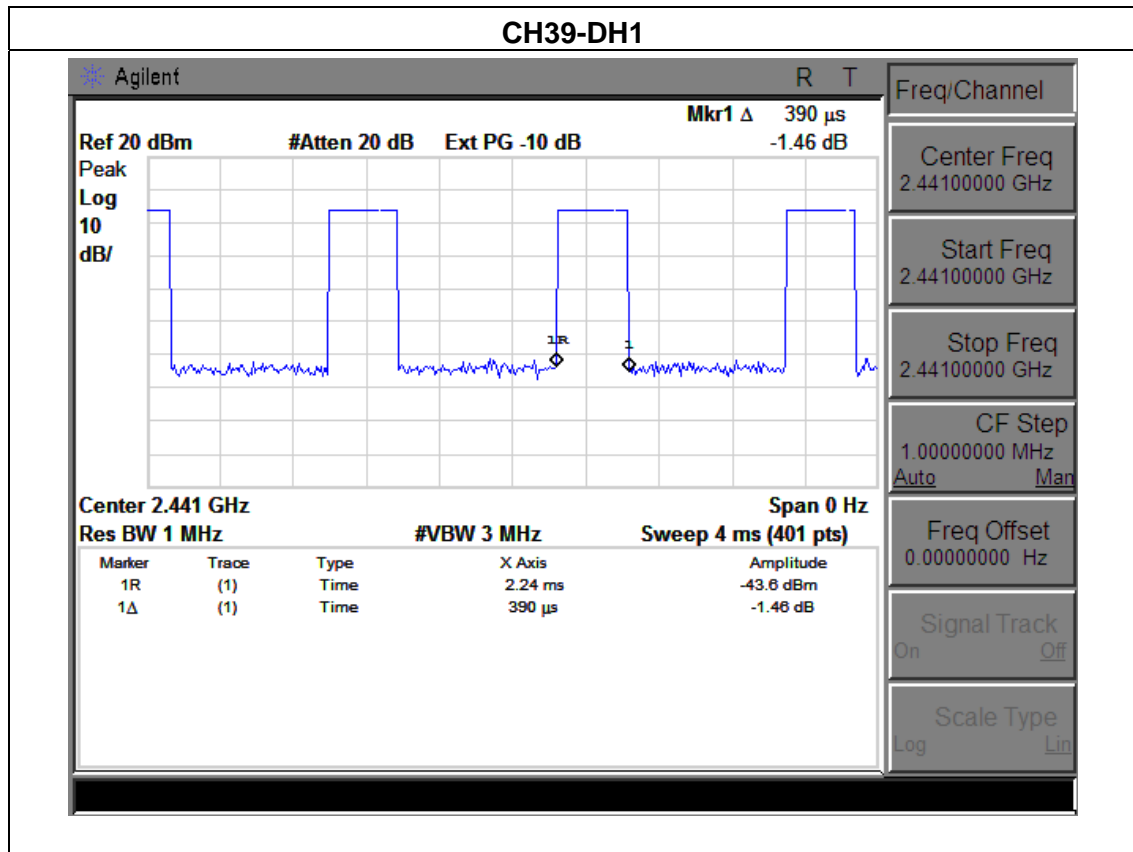 CH39-DH1
Agilent
R T
Mkr1 Δ 390 µs
Ref 20 dBm #Atten 20 dB Ext PG -10 dB -1.46 dB
Peak
Log
10
dB/
1R
1
Center 2.441 GHz Span 0 Hz
Res BW 1 MHz #VBW 3 MHz Sweep 4 ms (401 pts)
Marker Trace Type X Axis Amplitude
1R (1) Time 2.24 ms -43.6 dBm
1Δ (1) Time 390 µs -1.46 dB
Freq/Channel
Center Freq
2.44100000 GHz
Start Freq
2.44100000 GHz
Stop Freq
2.44100000 GHz
CF Step
1.00000000 MHz
Auto Man
Freq Offset
0.00000000 Hz
Signal Track
On Off
Scale Type
Log Lin